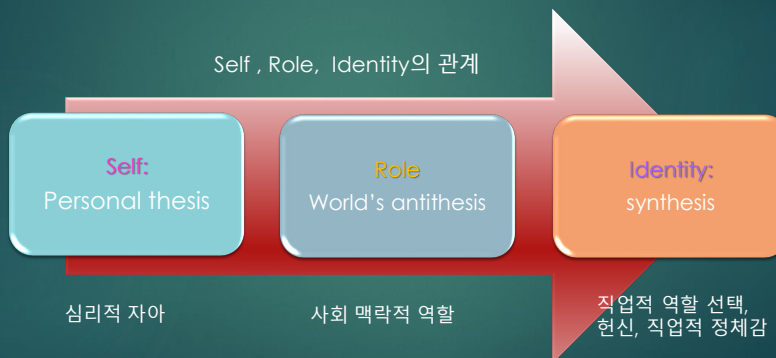 Self , Role, Identity의 관계
Self:
Personal thesis
Role
World's antithesis
Identity:
synthesis
심리적 자아
사회 맥락적 역할
직업적 역할 선택,
헌신, 직업적 정체감